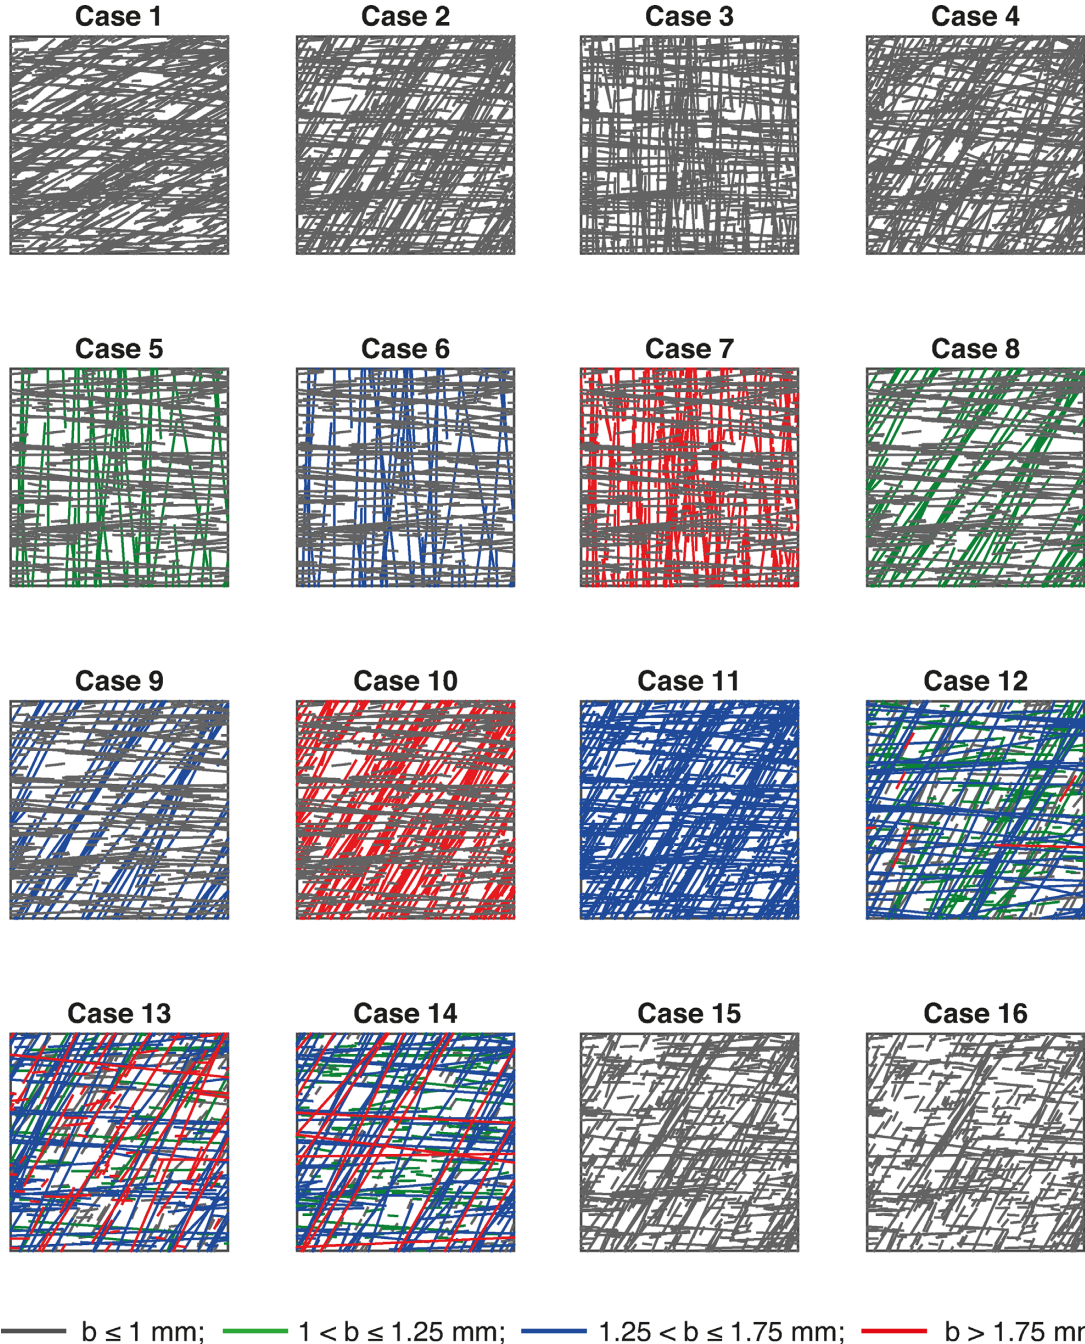 Case 1 Case 2 Case 3 Case 4
Case 5 Case 6 Case 7 Case 8
Case 9 Case 10 Case 11 Case 12
Case 13 Case 14 Case 15 Case 16
b ≤ 1 mm; 1 < b ≤ 1.25 mm; 1.25 < b ≤ 1.75 mm; b > 1.75